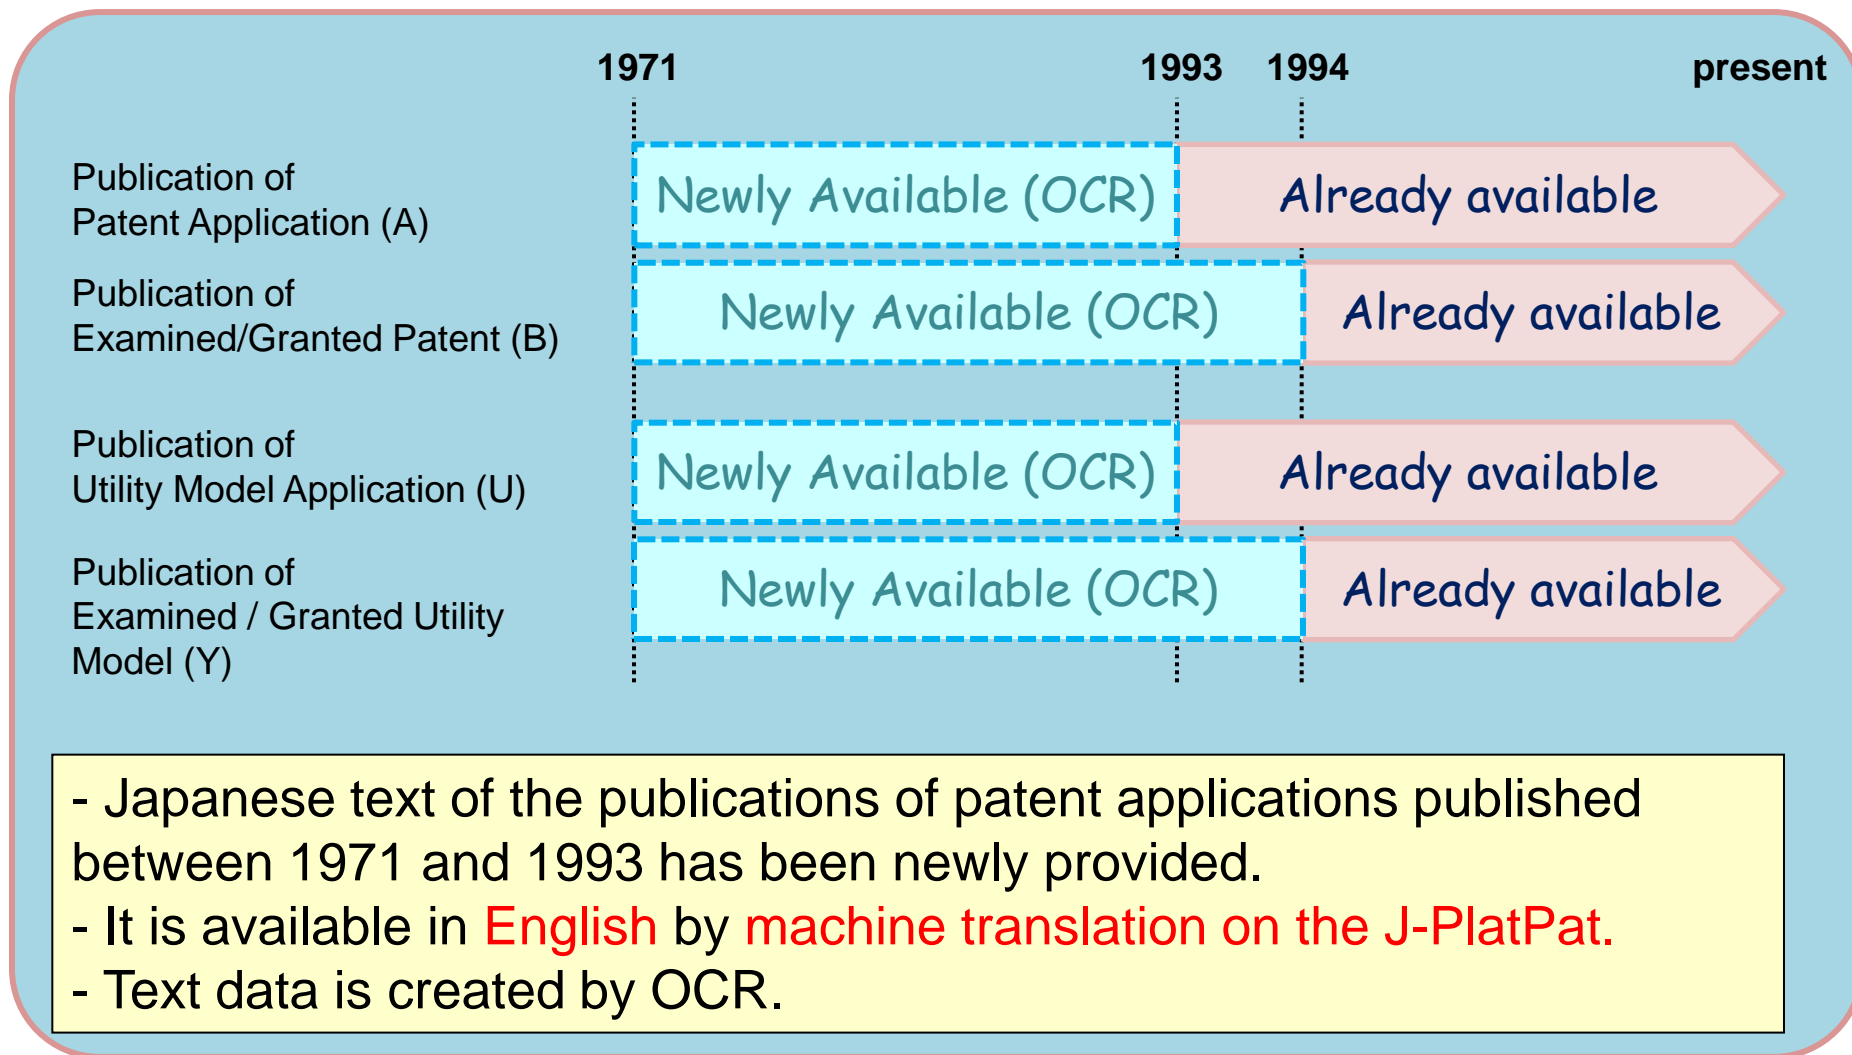 1971 1993 1994 present
Publication of
Patent Application (A)
Newly Available (OCR) Already available
Publication of
Examined/Granted Patent (B)
Newly Available (OCR) Already available
Publication of
Utility Model Application (U)
Newly Available (OCR) Already available
Publication of
Examined / Granted Utility
Model (Y)
Newly Available (OCR) Already available
- Japanese text of the publications of patent applications published
between 1971 and 1993 has been newly provided.
- It is available in English by machine translation on the J-PlatPat.
- Text data is created by OCR.